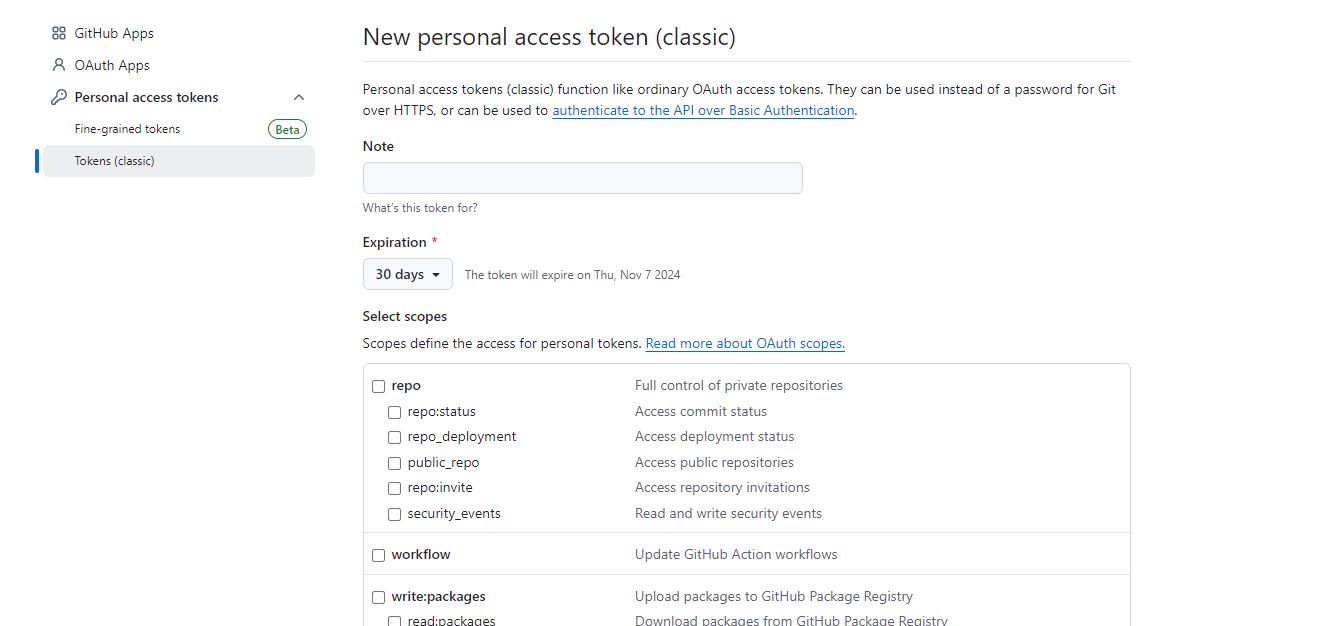 GitHub Apps
OAuth Apps
Personal access tokens
Fine-grained tokens
Beta
Tokens (classic)
New personal access token (classic)
Personal access tokens (classic) function like ordinary OAuth access tokens. They can be used instead of a password for Git
over HTTPS, or can be used to authenticate to the API over Basic Authentication.
Note
What's this token for?
Expiration *
30 days
The token will expire on Thu, Nov 7 2024
Select scopes
Scopes define the access for personal tokens. Read more about OAuth scopes.
repo Full control of private repositories
repo:status Access commit status
repo_deployment Access deployment status
public_repo Access public repositories
repo:invite Access repository invitations
security_events Read and write security events
workflow Update GitHub Action workflows
write:packages Upload packages to GitHub Package Registry
read:packages Download packages from GitHub Package Registry